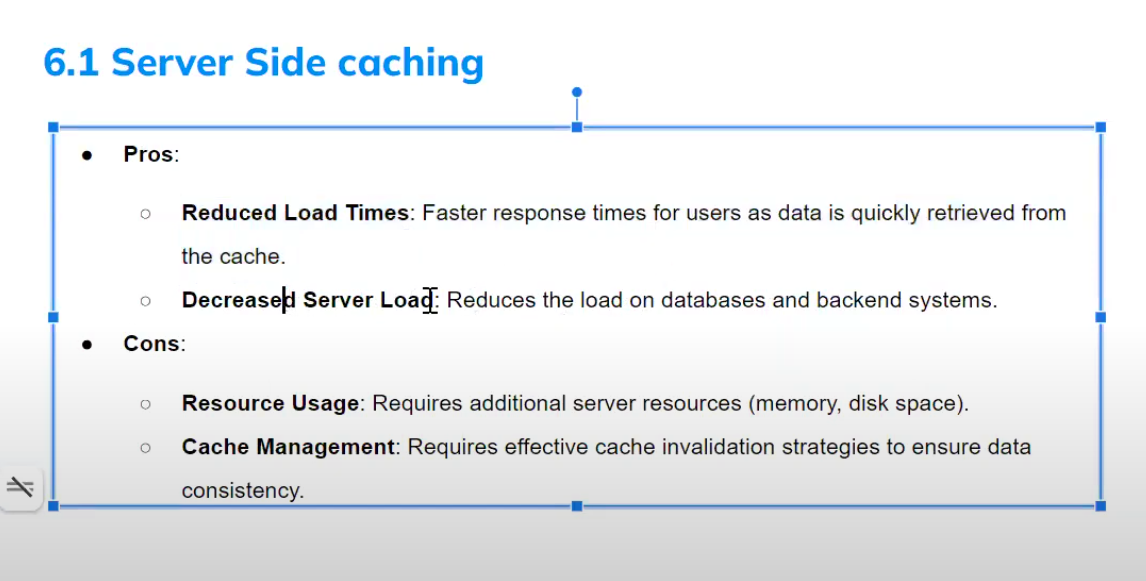 6.1 Server Side caching
● Pros:
○ Reduced Load Times: Faster response times for users as data is quickly retrieved from
the cache.
○ Decreased Server Load: Reduces the load on databases and backend systems.
● Cons:
○ Resource Usage: Requires additional server resources (memory, disk space).
○ Cache Management: Requires effective cache invalidation strategies to ensure data
consistency.